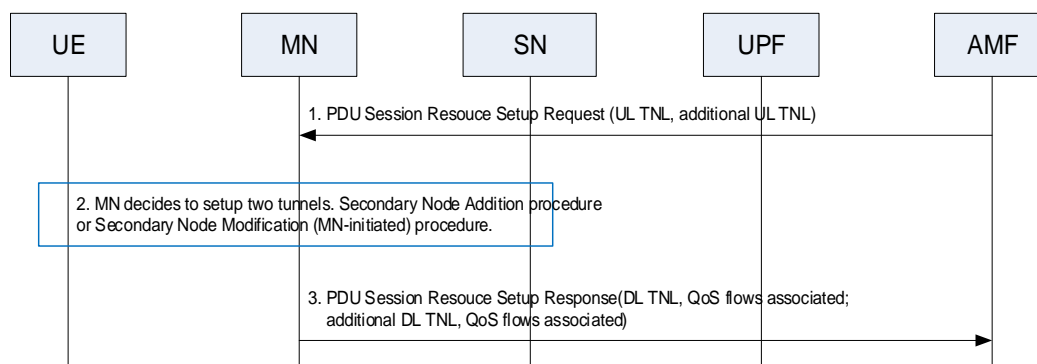 UE MN SN UPF AMF
1. PDU Session Resouce Setup Request (UL TNL, additional UL TNL)
2. MN decides to setup two tunnels. Secondary Node Addition procedure
or Secondary Node Modification (MN-initiated) procedure.
3. PDU Session Resouce Setup Response(DL TNL, QoS flows associated;
additional DL TNL, QoS flows associated)